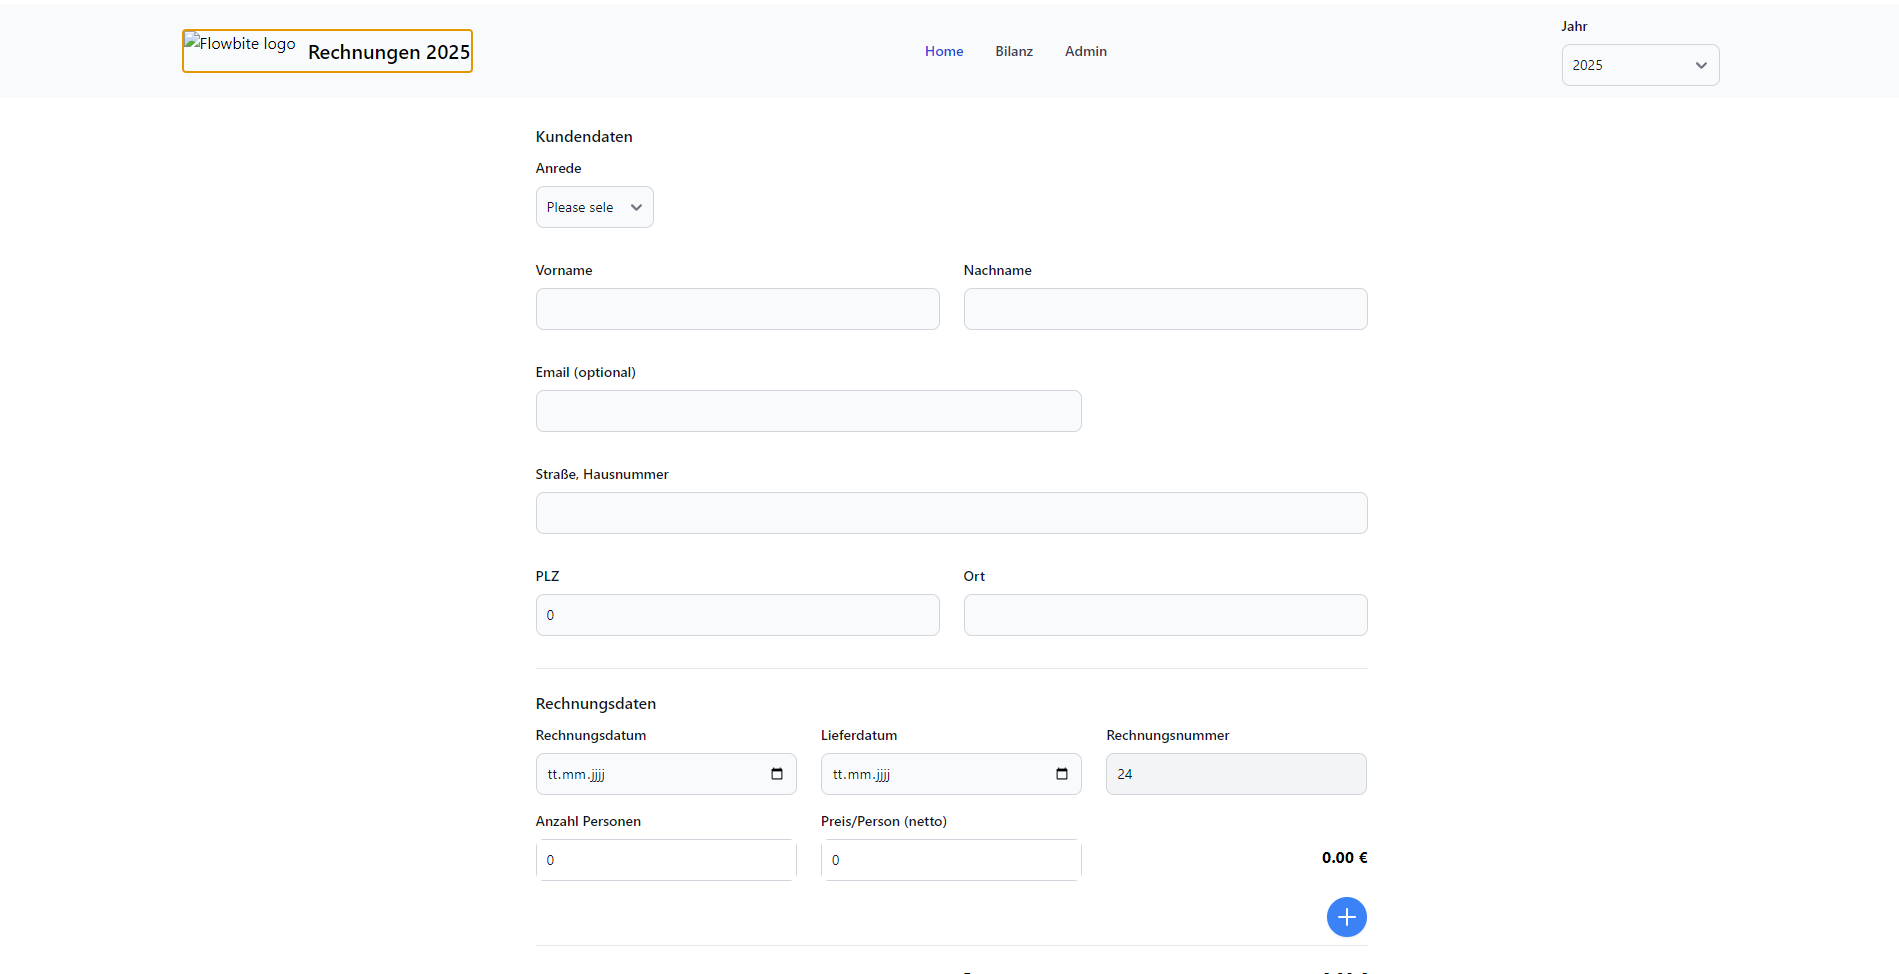 Flowbite logo
Rechnungen 2025
Home
Bilanz
Admin
Jahr
2025
Kundendaten
Anrede
Please sele
Vorname
Nachname
Email (optional)
Straße, Hausnummer
PLZ
Ort
0
Rechnungsdaten
Rechnungsdatum
Lieferdatum
Rechnungsnummer
tt.mm.jjjj
tt.mm.jjjj
24
Anzahl Personen
Preis/Person (netto)
0
0
0.00 €